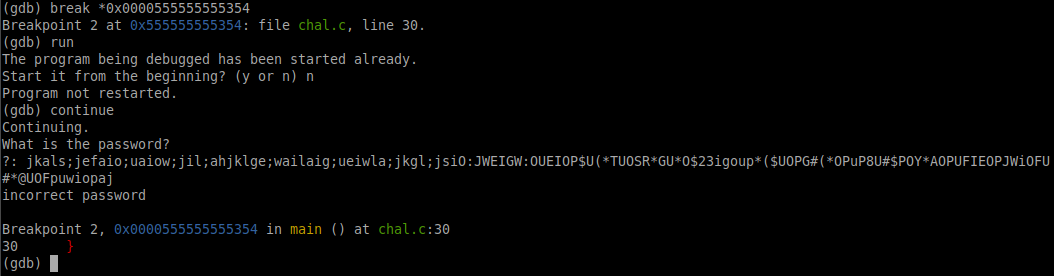 (gdb) break *0x0000555555555354
Breakpoint 2 at 0x555555555354: file chal.c, line 30.
(gdb) run
The program being debugged has been started already.
Start it from the beginning? (y or n) n
Program not restarted.
(gdb) continue
Continuing.
What is the password?
?: jkals;jefaio;uaiow;jil;ahjklge;wailaig;ueiwla;jkgl;jsiO:JWEIGW:OUEIOP$U(*TUOSR*GU*O$23igoup*($UOPG#(*OPuP8U#$POY*AOPUFIEOPJWiOFU
#*@UOFpuwiopaj
incorrect password
Breakpoint 2, 0x0000555555555354 in main () at chal.c:30
30      }
(gdb)